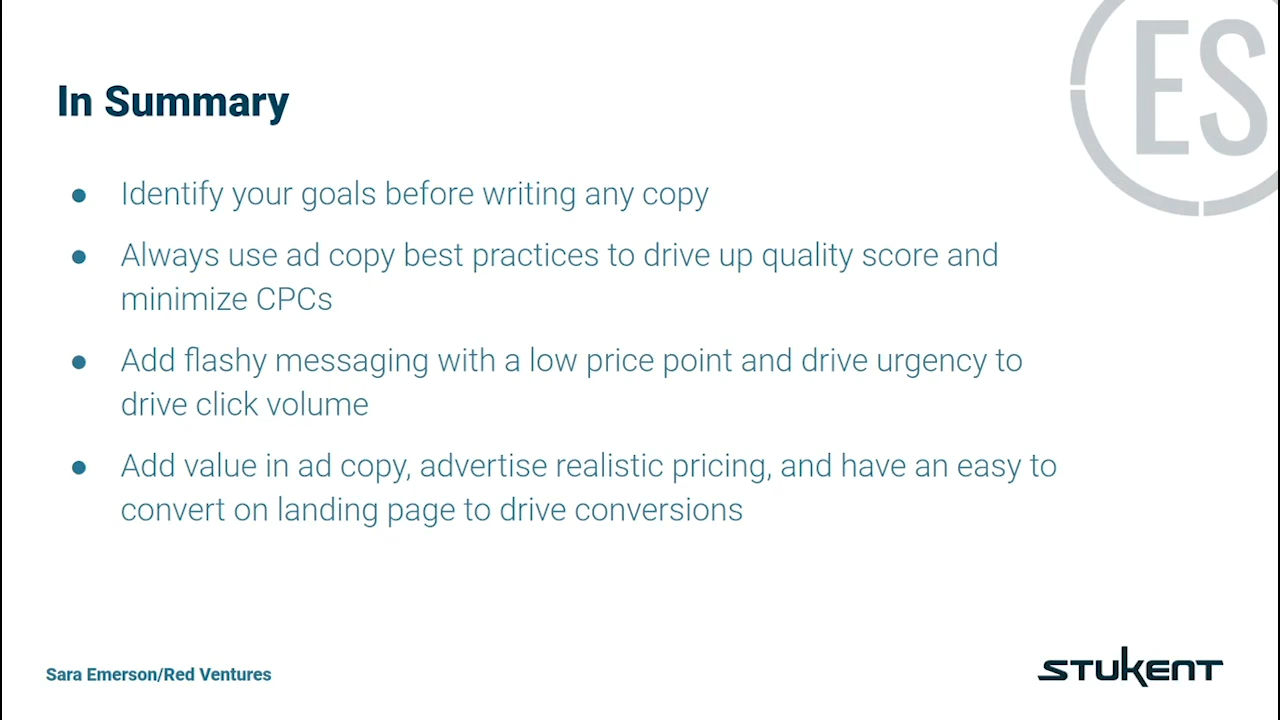 ES
In Summary
● Identify your goals before writing any copy
● Always use ad copy best practices to drive up quality score and
minimize CPCs
● Add flashy messaging with a low price point and drive urgency to
drive click volume
● Add value in ad copy, advertise realistic pricing, and have an easy to
convert on landing page to drive conversions
Sara Emerson/Red Ventures
STUKENT